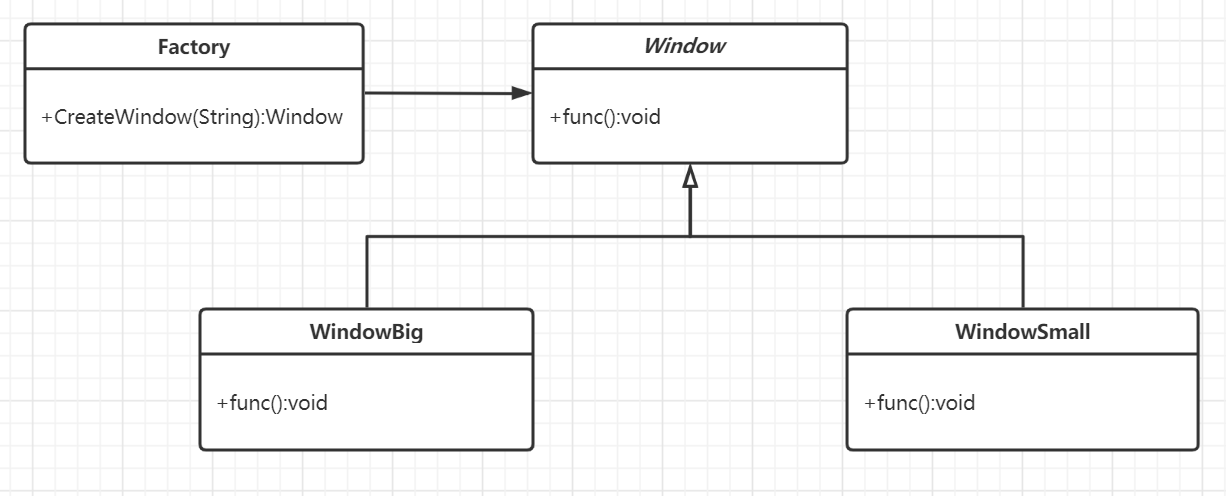 Factory
+CreateWindow(String):Window
Window
+func():void
WindowBig
+func():void
WindowSmall
+func():void